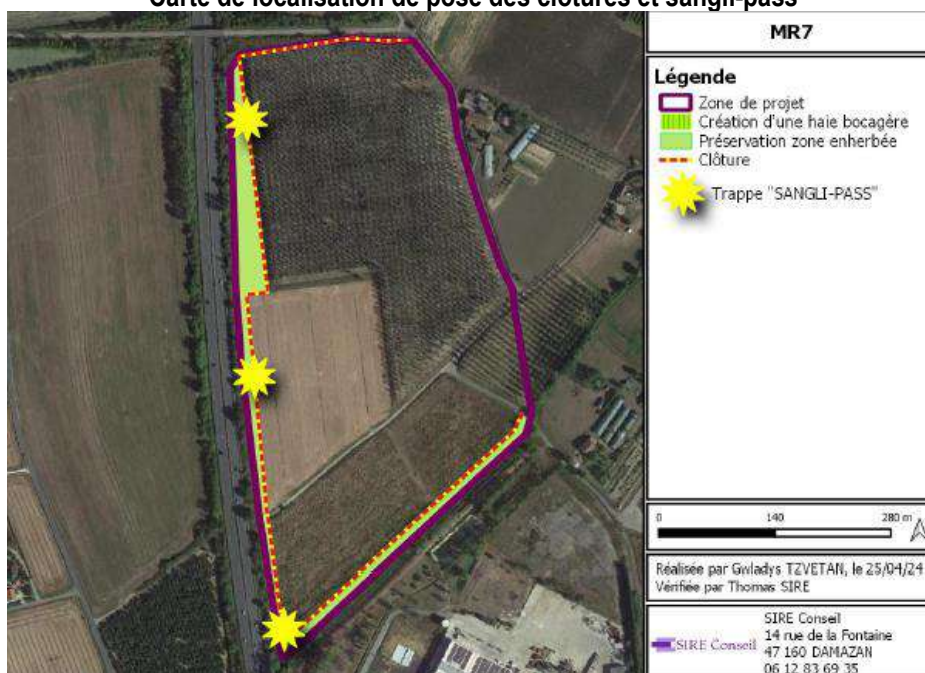 Carte de localisation de pose des clôtures et sangli-pass
MR7
Légende
Zone de projet
Création d'une haie bocagère
Préservation zone enherbée
Clôture
Trappe "SANGLI-PASS"
0 140 280 m
Réalisée par Gwladys TZVETAN, le 25/04/24
Vérifiée par Thomas SIRE
SIRE Conseil
SIRE Conseil
14 rue de la Fontaine
47 160 DAMAZAN
06 12 83 69 35